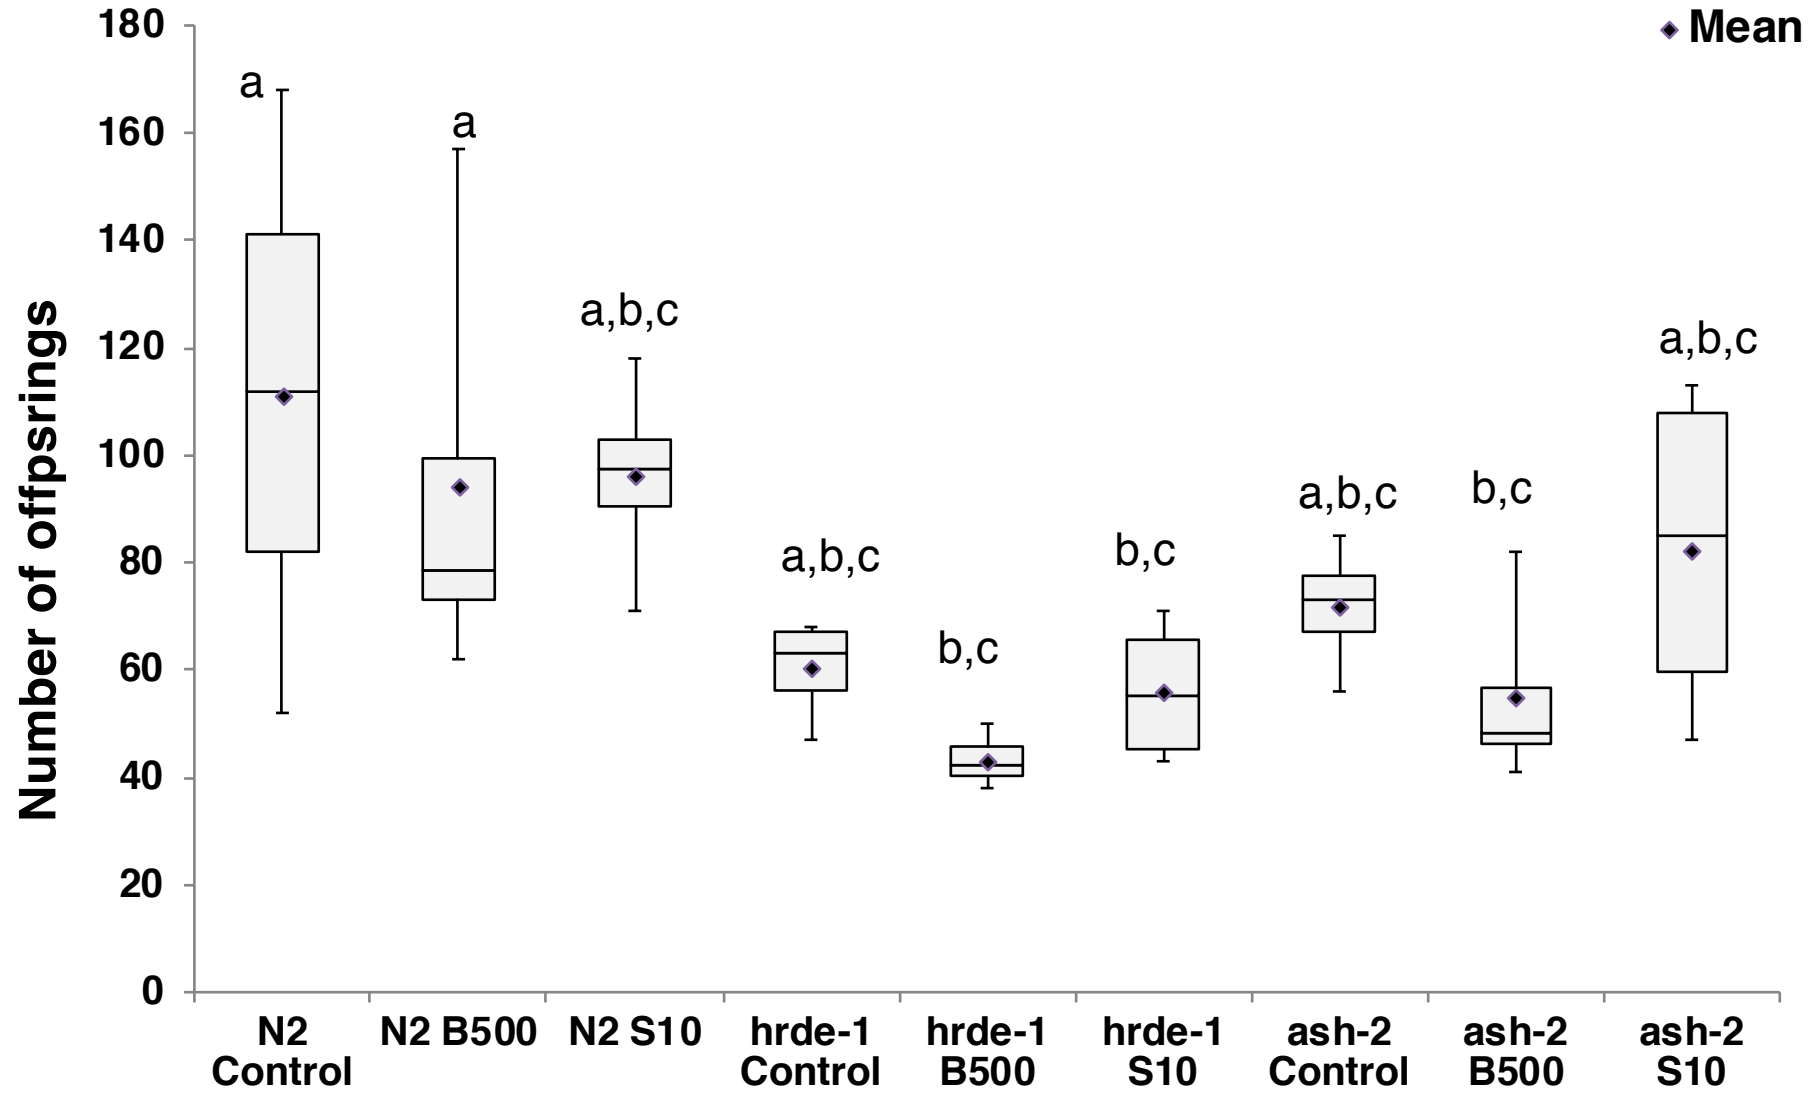 180
Mean
160
140
120
100
80
60
40
20
0
Number of offpsrings
a
a
a,b,c
a,b,c
b,c
b,c
a,b,c
b,c
a,b,c
N2
Control
N2 B500
N2 S10
hrde-1
Control
hrde-1
B500
hrde-1
S10
ash-2
Control
ash-2
B500
ash-2
S10